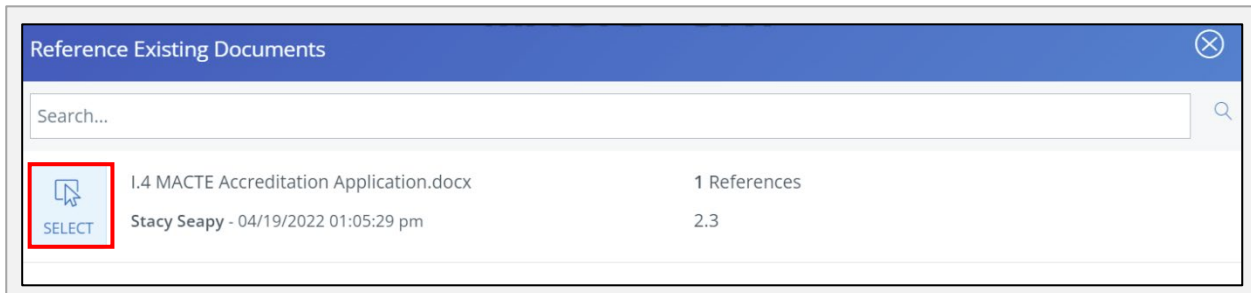 Reference Existing Documents
Search...
I.4 MACTE Accreditation Application.docx
1 References
SELECT
Stacy Seapy - 04/19/2022 01:05:29 pm
2.3